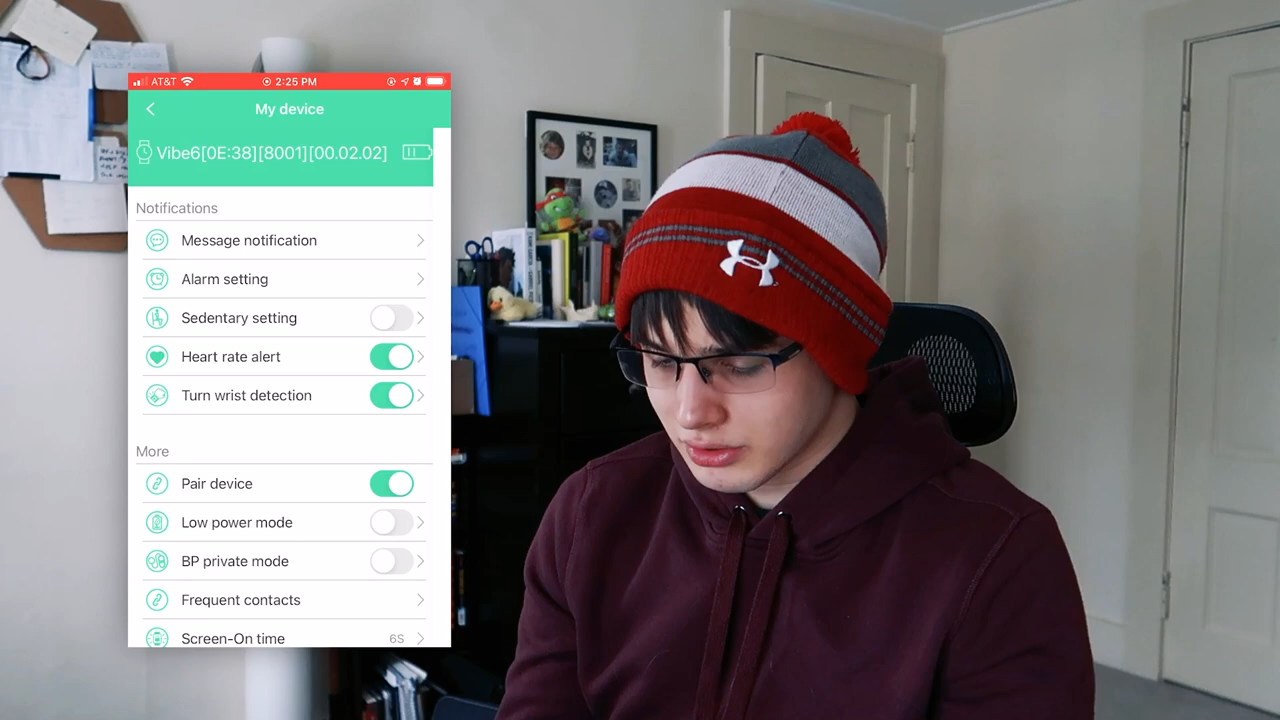 AT&T
2:25 PM
My device
Vibe6[0E:38][8001][00.02.02]
Notifications
Message notification
Alarm setting
Sedentary setting
Heart rate alert
Turn wrist detection
More
Pair device
Low power mode
BP private mode
Frequent contacts
Screen-On time
6S